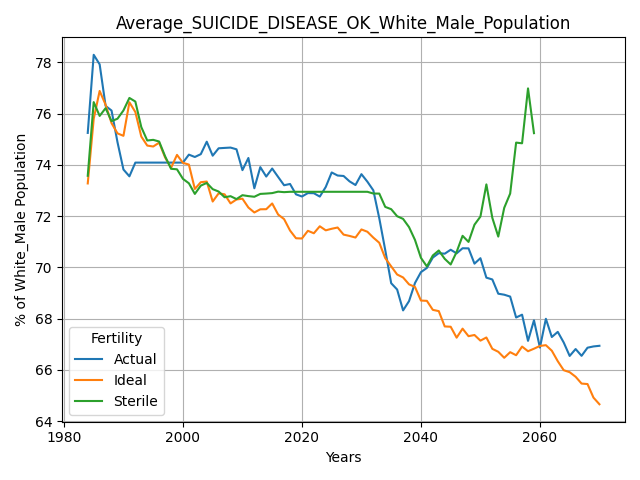 Average_SUICIDE_DISEASE_OK_White_Male_Population
% of White_Male Population
78
76
74
72
70
68
66
64
Fertility
Actual
Ideal
Sterile
1980
2000
2020
2040
2060
Years